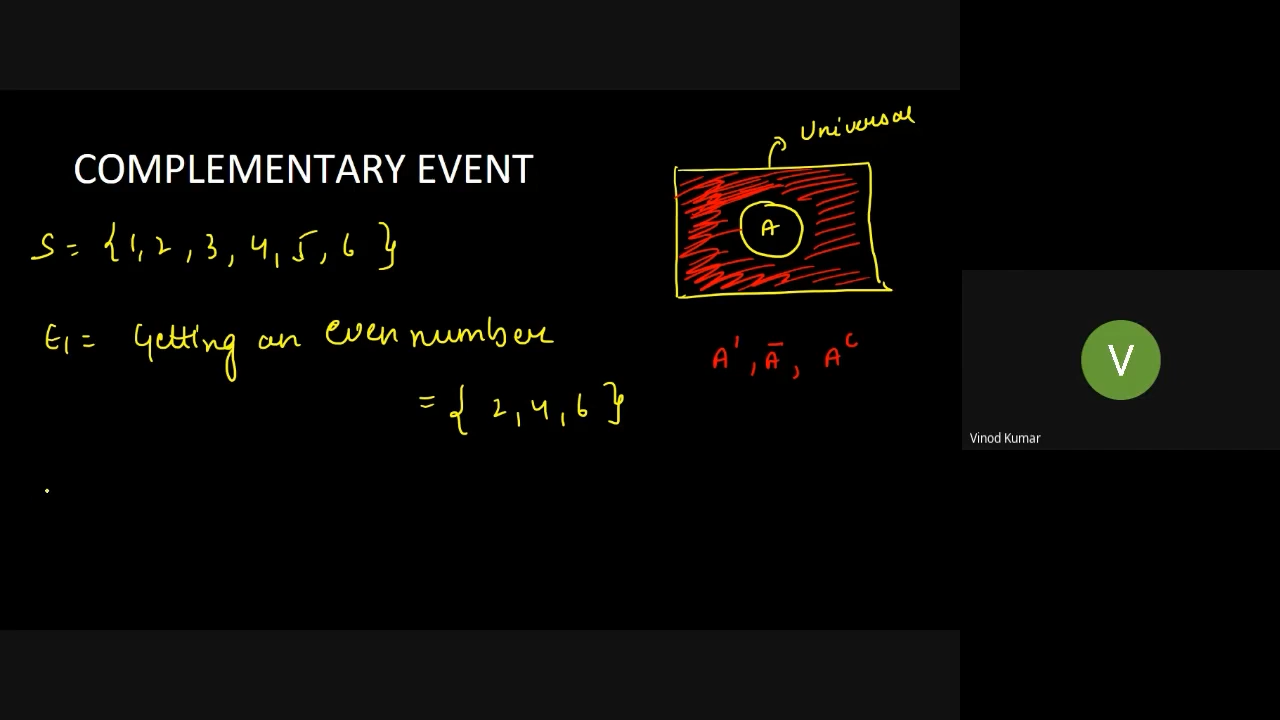 Universal
COMPLEMENTARY EVENT
A
S = {1, 2, 3, 4, 5, 6}
E1 = Getting an even number
A', Ā, Aᶜ
= {2, 4, 6}
V
Vinod Kumar